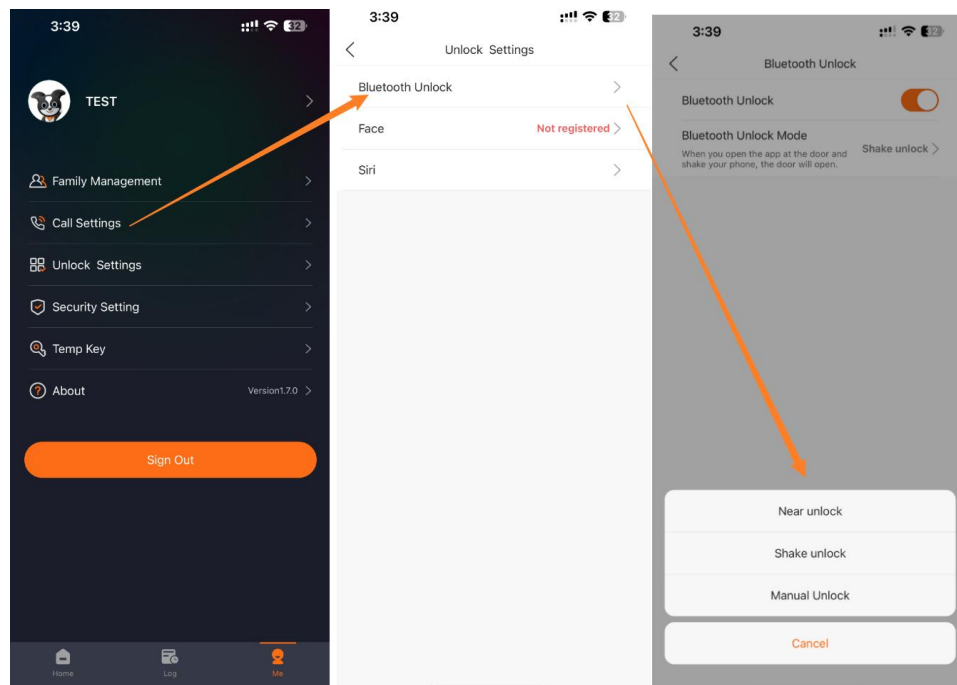 3:39
32
TEST
Family Management
Call Settings
Unlock Settings
Security Setting
Temp Key
About
Version1.7.0
Sign Out
Home
Log
Me
3:39
32
Unlock Settings
Bluetooth Unlock
Face
Not registered
Siri
3:39
32
Bluetooth Unlock
Bluetooth Unlock
Bluetooth Unlock Mode
When you open the app at the door and
shake your phone, the door will open.
Shake unlock
Near unlock
Shake unlock
Manual Unlock
Cancel